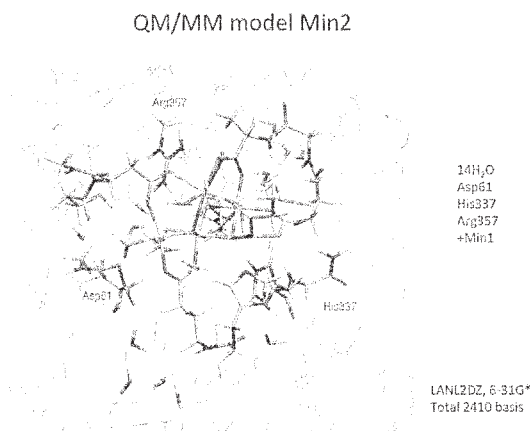 QM/MM model Min2
Arg357
14H₂O
Asp61
His337
Arg357
+Min1
Asp61
His337
LANL2DZ, 6-31G*
Total 2410 basis